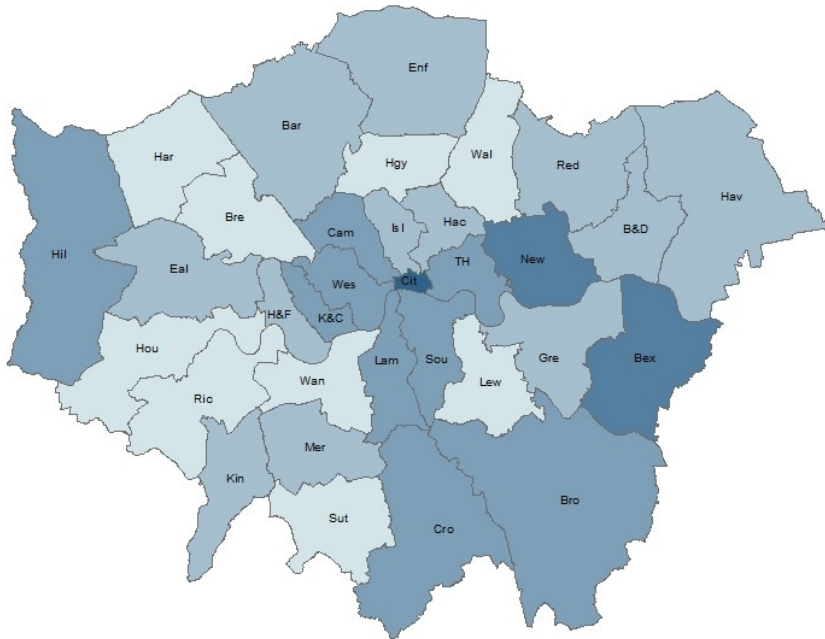 Enf
Bar
Har
Hgy
Wal
Red
Hav
Bre
Cam
Isl
Hac
B&D
Hil
Eal
Wes
Cit
TH
New
H&F
K&C
Hou
Lam
Sou
Gre
Bex
Ric
Wan
Lew
Mer
Kin
Sut
Cro
Bro